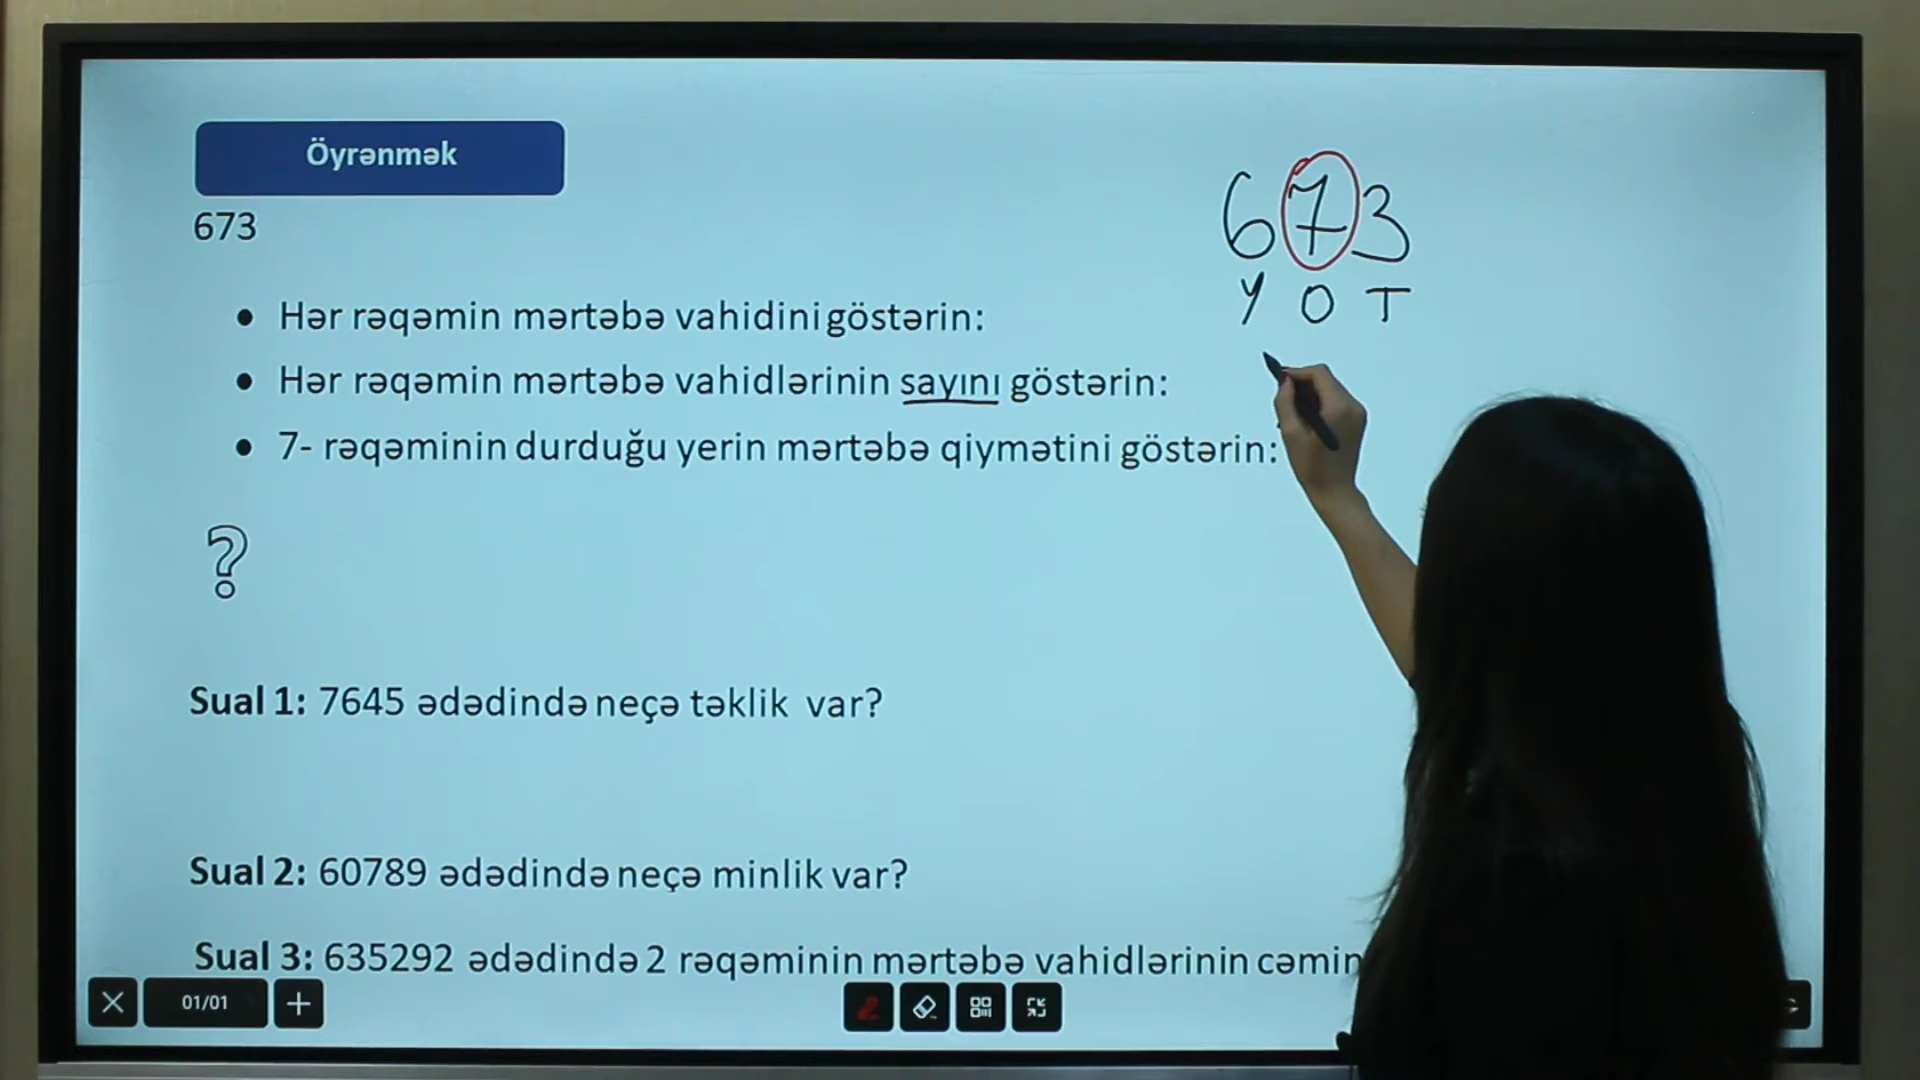 Öyrənmək
673
673
Y O T
• Hər rəqəmin mərtəbə vahidini göstərin:
• Hər rəqəmin mərtəbə vahidlərinin sayını göstərin:
• 7- rəqəminin durduğu yerin mərtəbə qiymətini göstərin:
?
Sual 1: 7645 ədədində neçə təklik var?
Sual 2: 60789 ədədində neçə minlik var?
Sual 3: 635292 ədədində 2 rəqəminin mərtəbə vahidlərinin cəmin
01/01